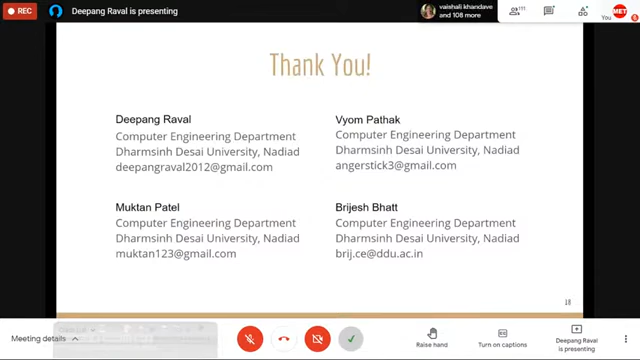 REC
Deepang Raval is presenting
vaishali khandave
and 108 more
111
You
MET
Thank You!
Deepang Raval
Computer Engineering Department
Dharmsinh Desai University, Nadiad
deepangraval2012@gmail.com
Vyom Pathak
Computer Engineering Department
Dharmsinh Desai University, Nadiad
angerstick3@gmail.com
Muktan Patel
Computer Engineering Department
Dharmsinh Desai University, Nadiad
muktan123@gmail.com
Brijesh Bhatt
Computer Engineering Department
Dharmsinh Desai University, Nadiad
brij.ce@ddu.ac.in
18
Meeting details
Raise hand
Turn on captions
Deepang Raval
is presenting